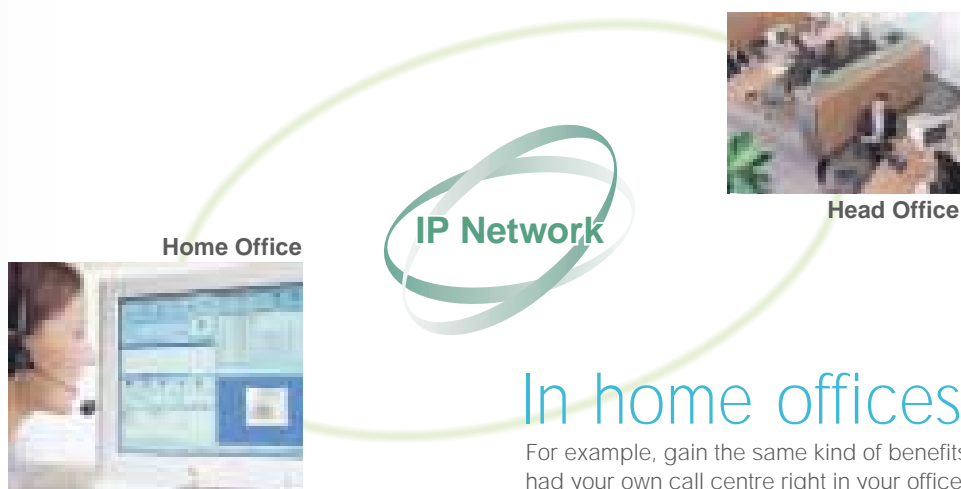 Head Office
IP Network
Home Office
In home offices
For example, gain the same kind of benefits
had your own call centre right in your office